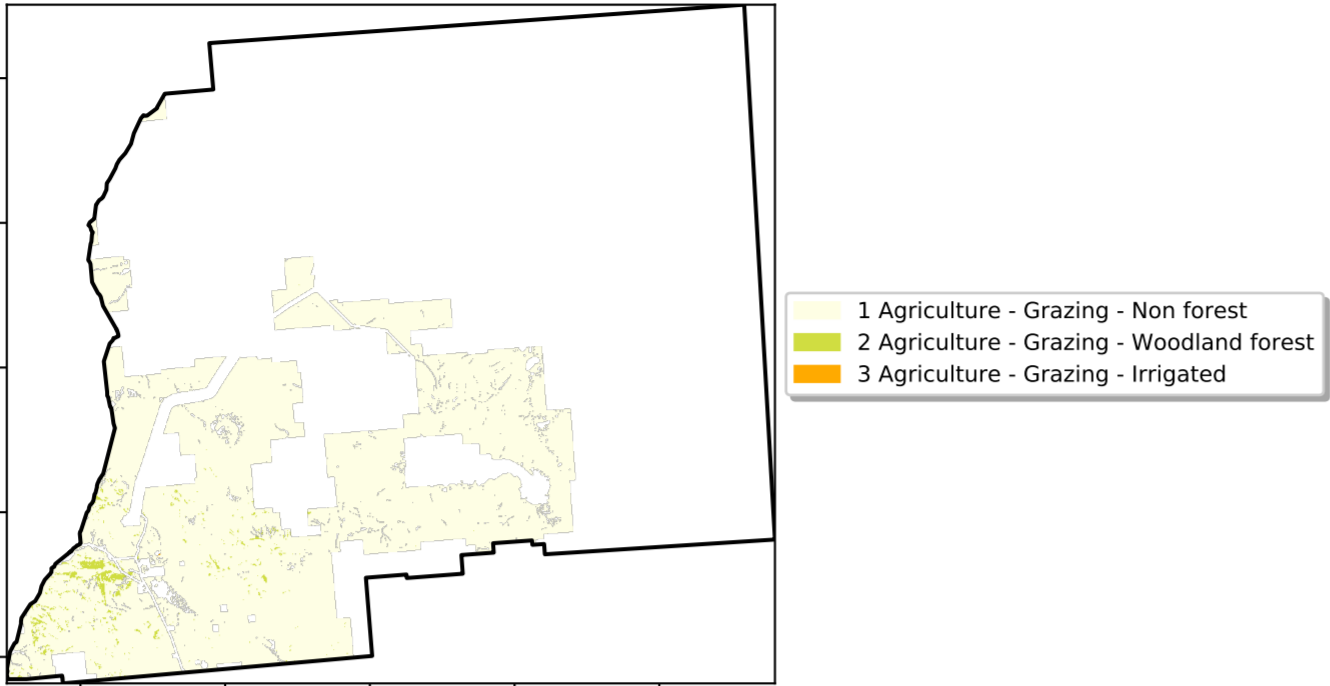 1 Agriculture - Grazing - Non forest
2 Agriculture - Grazing - Woodland forest
3 Agriculture - Grazing - Irrigated